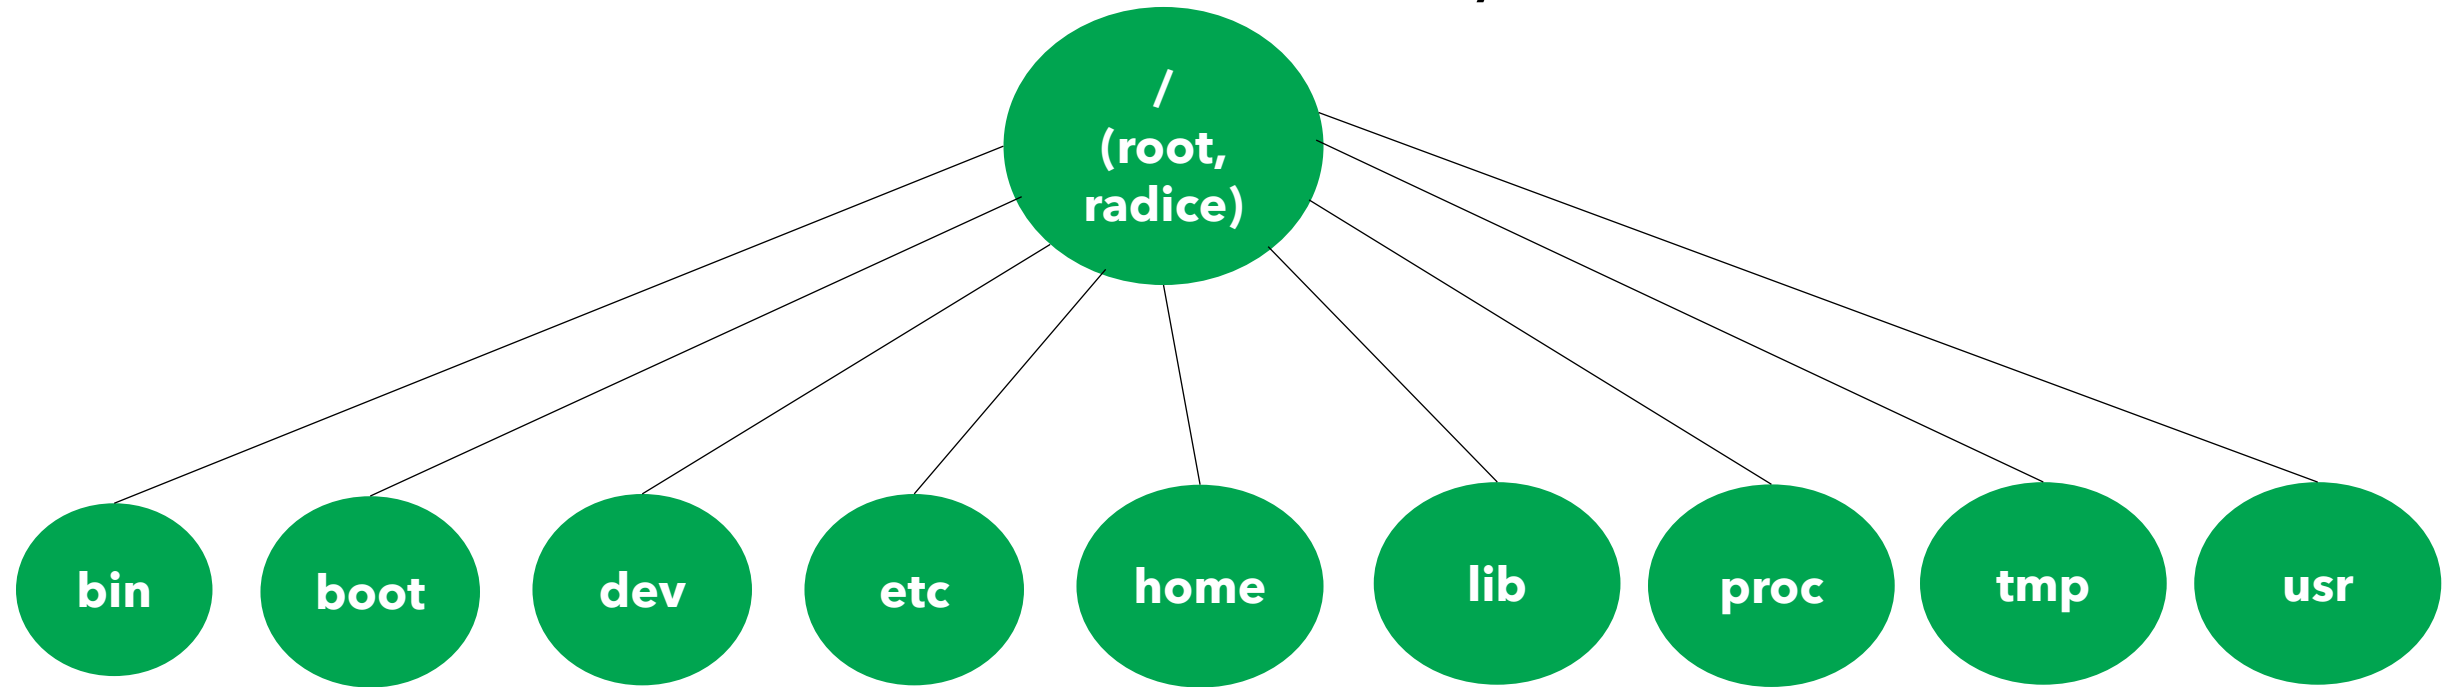 /
(root,
radice)
bin
boot
dev
etc
home
lib
proc
tmp
usr